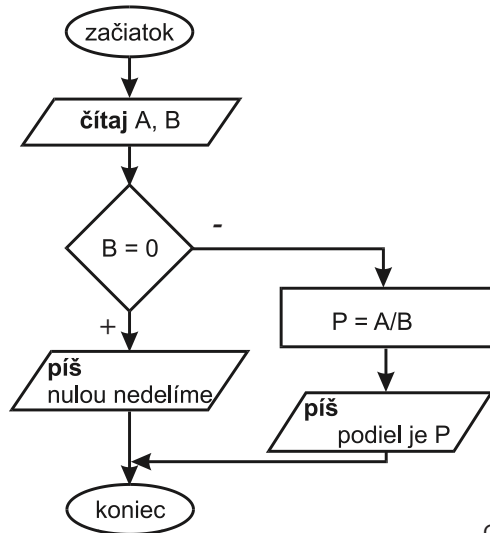 začiatok
čítaj A, B
B = 0
-
+
P = A/B
píš
nulou nedelíme
píš
podiel je P
koniec